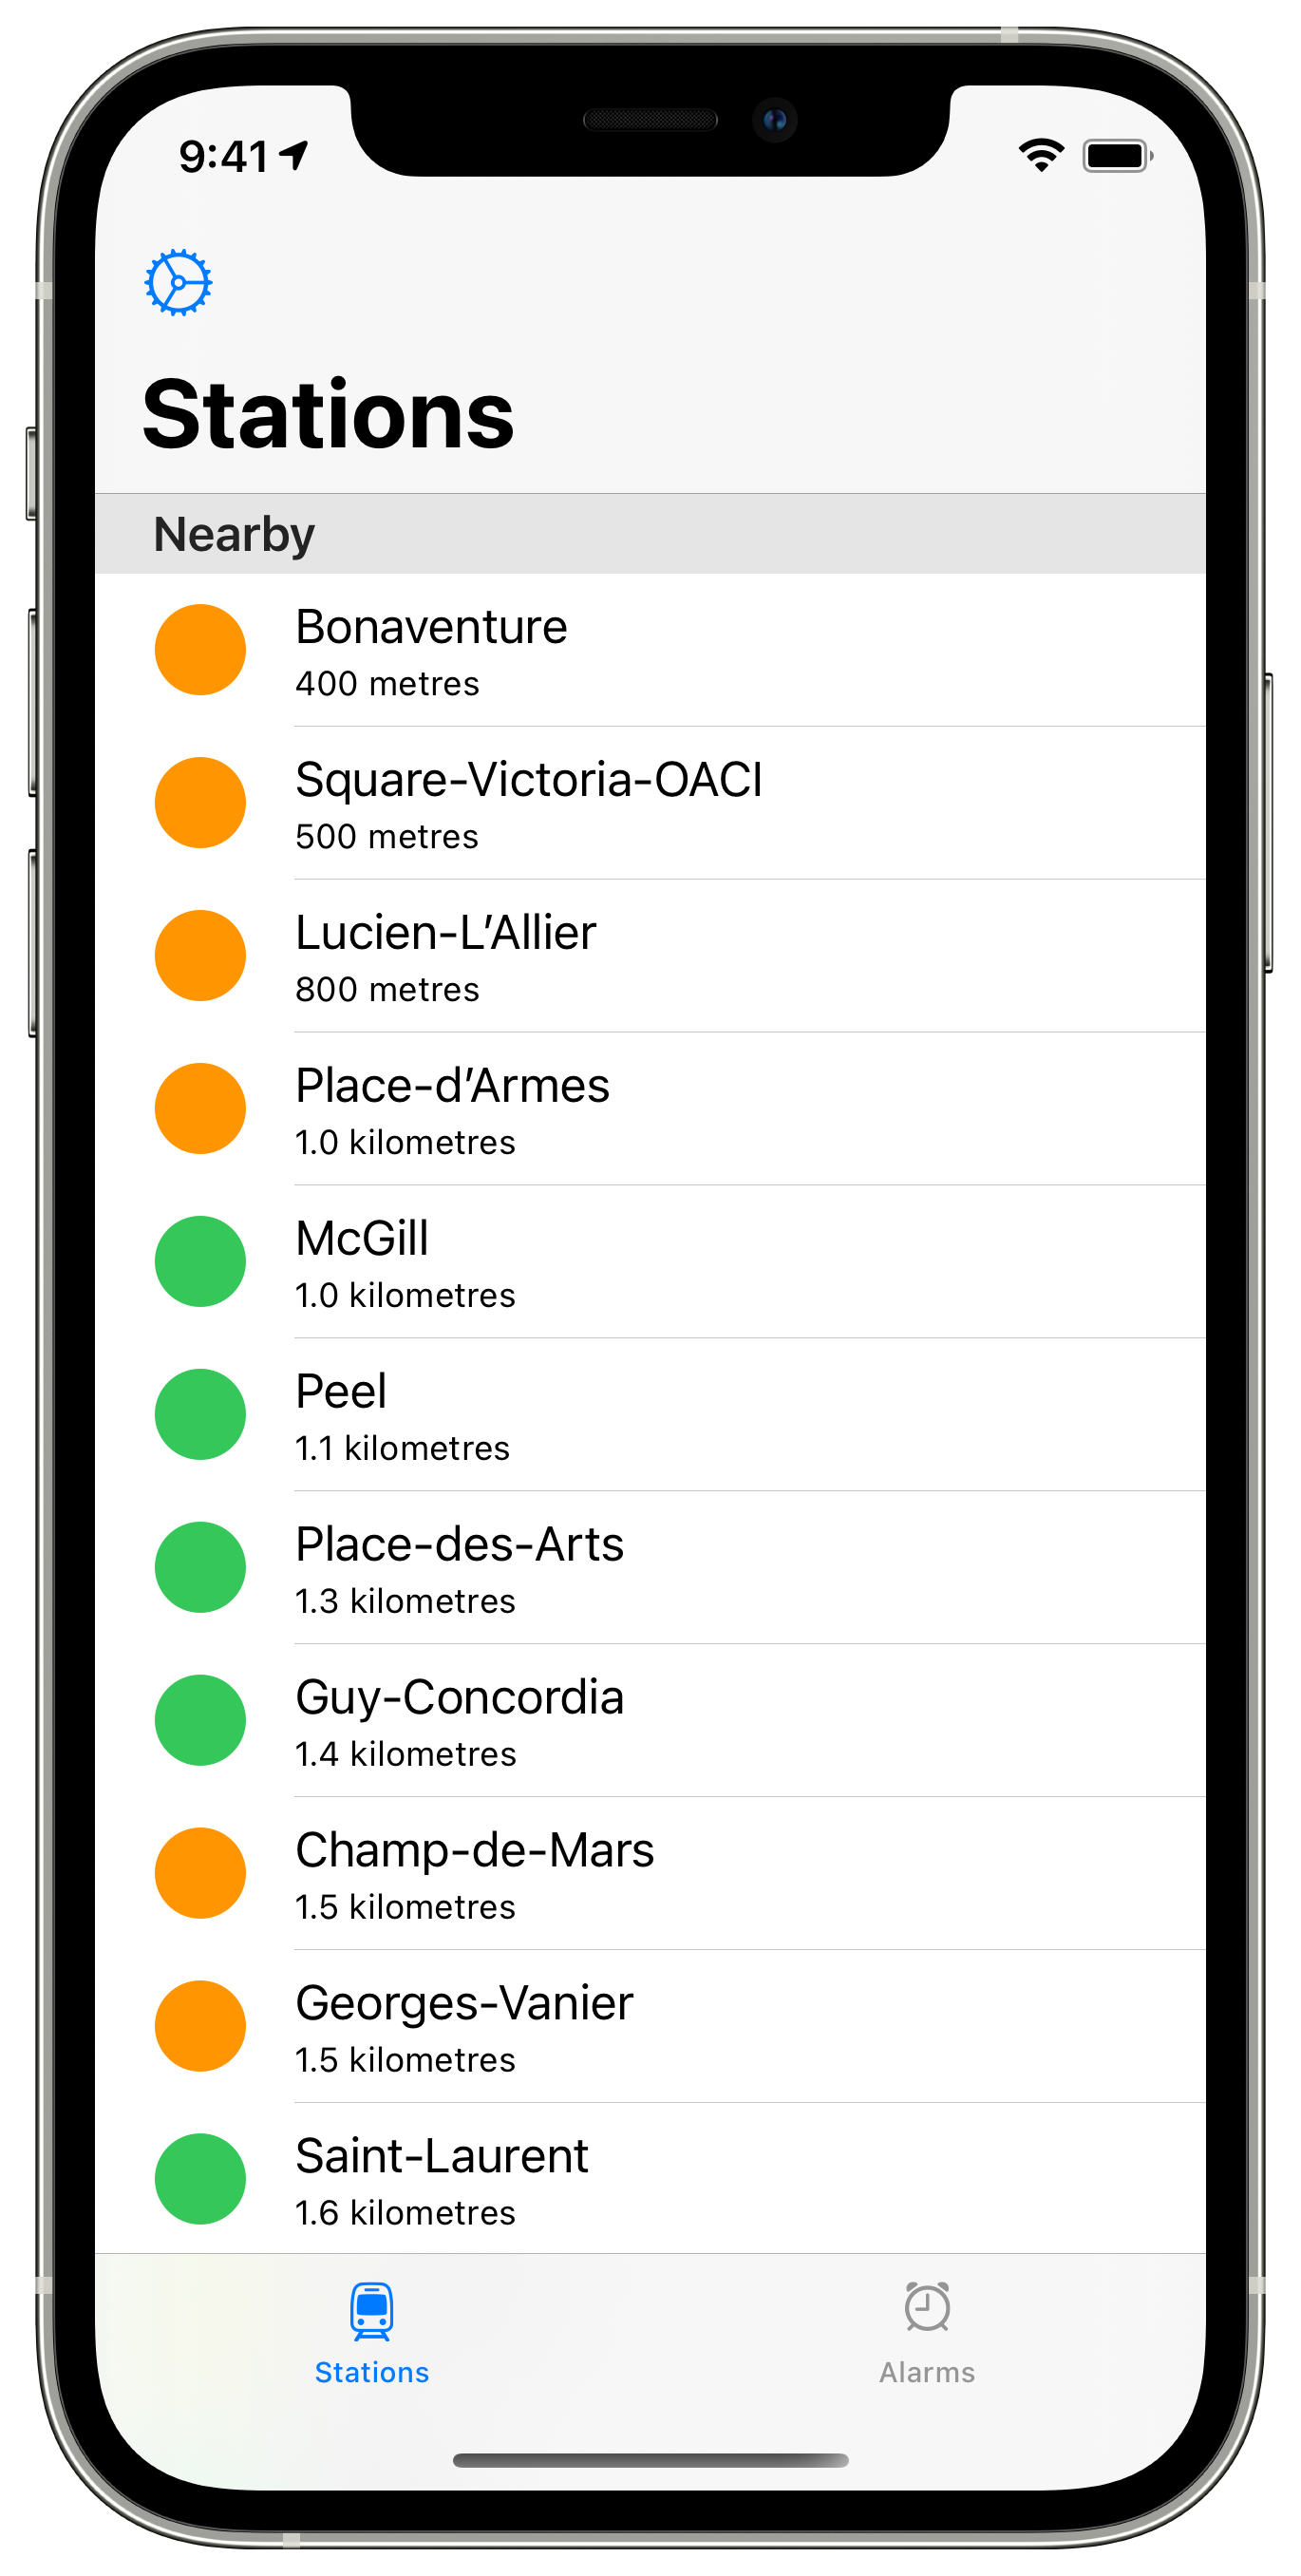 9:41
Stations
Nearby
Bonaventure
400 metres
Square-Victoria-OACI
500 metres
Lucien-L’Allier
800 metres
Place-d’Armes
1.0 kilometres
McGill
1.0 kilometres
Peel
1.1 kilometres
Place-des-Arts
1.3 kilometres
Guy-Concordia
1.4 kilometres
Champ-de-Mars
1.5 kilometres
Georges-Vanier
1.5 kilometres
Saint-Laurent
1.6 kilometres
Stations
Alarms